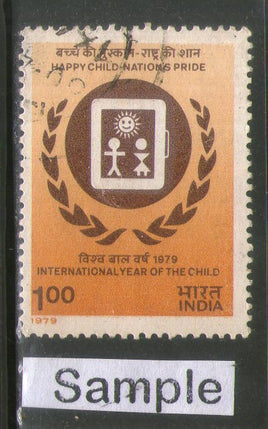 बच्चे की मुस्कान-राष्ट्र की शान
HAPPY CHILD-NATION'S PRIDE
विश्व बाल वर्ष 1979
INTERNATIONAL YEAR OF THE CHILD
1.00 भारत
INDIA
1979
Sample